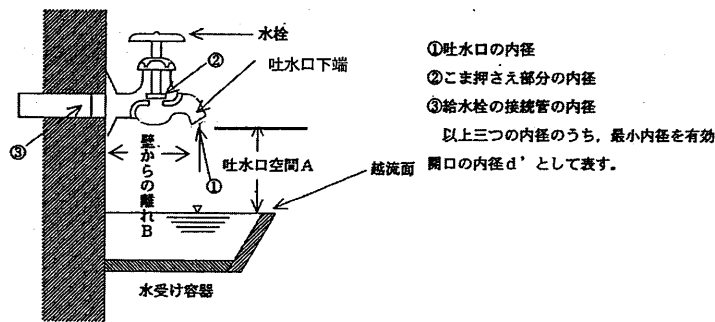 水栓
②
吐水口下端
③
壁からの離れB
①
吐水口空間A
越流面
水受け容器
①吐水口の内径
②こま押さえ部分の内径
③給水栓の接続管の内径
以上三つの内径のうち，最小内径を有効
開口の内径d'として表す。